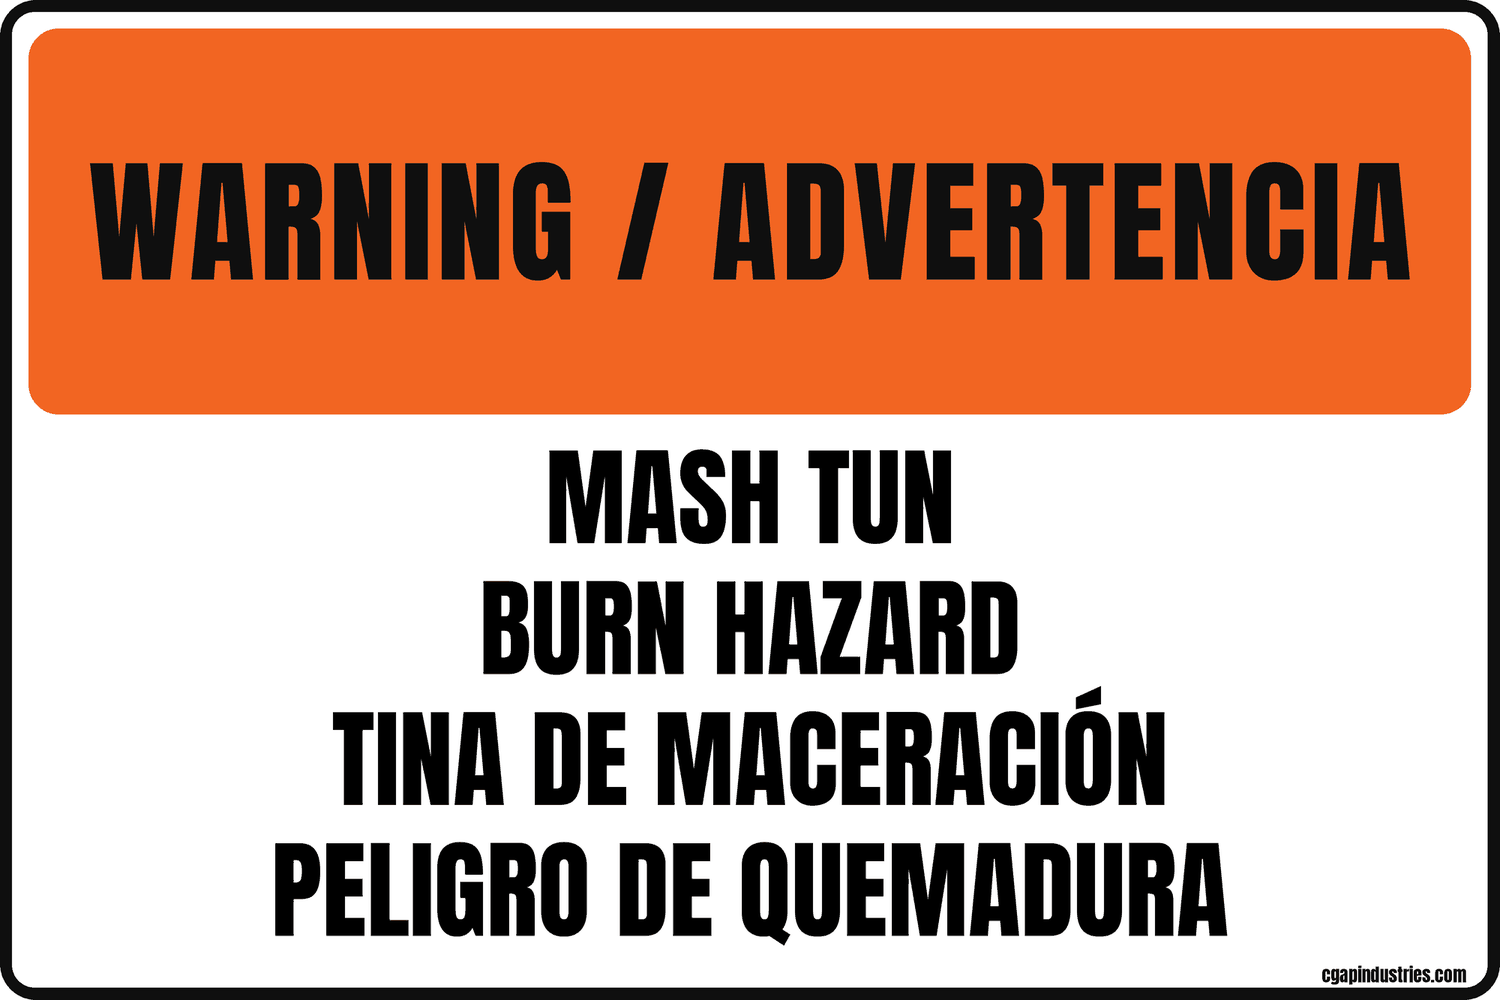 WARNING / ADVERTENCIA
MASH TUN
BURN HAZARD
TINA DE MACERACIÓN
PELIGRO DE QUEMADURA
cgapindustries.com